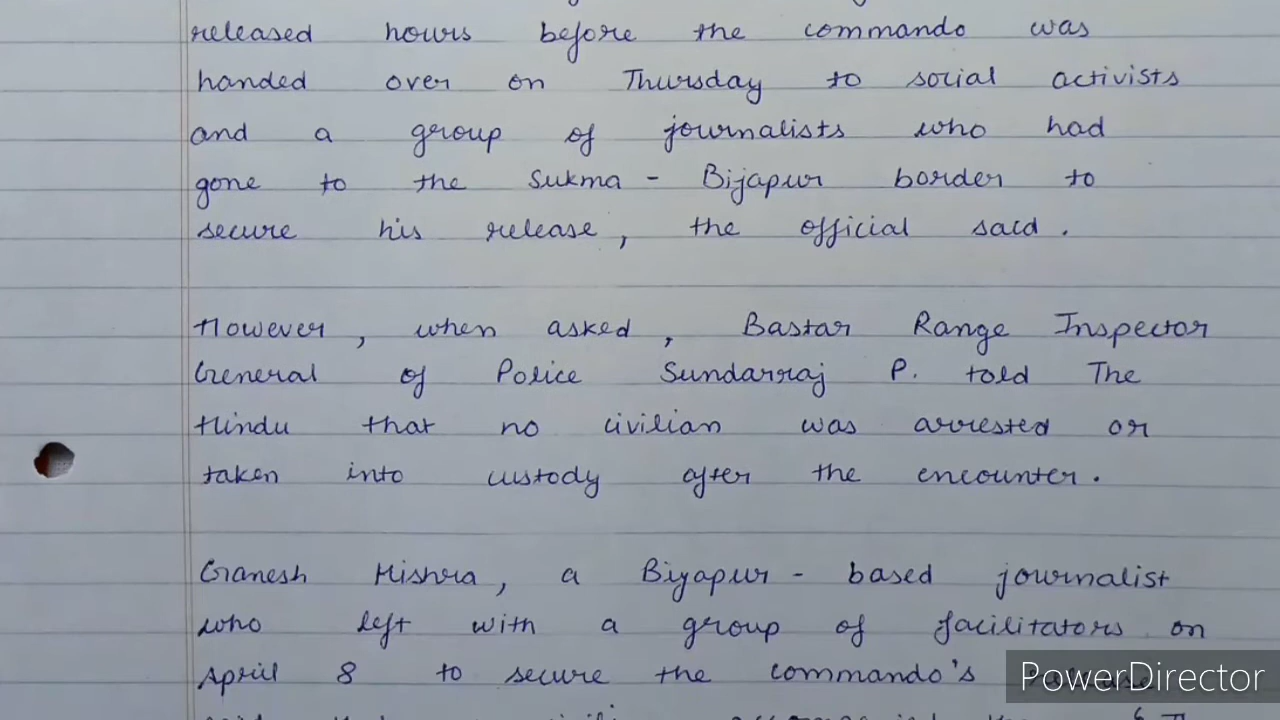 released hours before the commando was
handed over on Thursday to social activists
and a group of journalists who had
gone to the Sukma - Bijapur border to
secure his release, the official said.
However, when asked, Bastar Range Inspector
General of Police Sundarraj P. told The
Hindu that no civilian was arrested or
taken into custody after the encounter.
Ganesh Mishra, a Bijapur - based journalist
who left with a group of facilitators on
April 8 to secure the commando's
PowerDirector